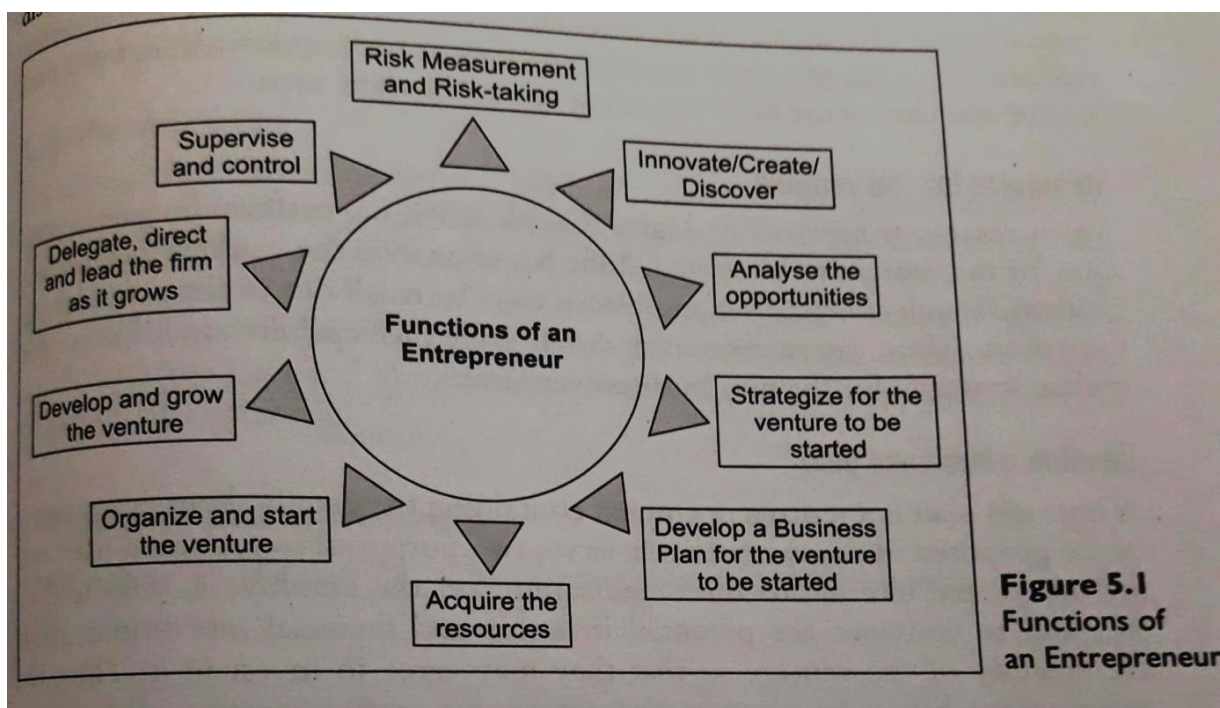 Risk Measurement
and Risk-taking
Innovate/Create/
Discover
Analyse the
opportunities
Strategize for the
venture to be
started
Develop a Business
Plan for the venture
to be started
Acquire the
resources
Organize and start
the venture
Develop and grow
the venture
Delegate, direct
and lead the firm
as it grows
Supervise
and control
Functions of an
Entrepreneur
Figure 5.1
Functions of
an Entrepreneur